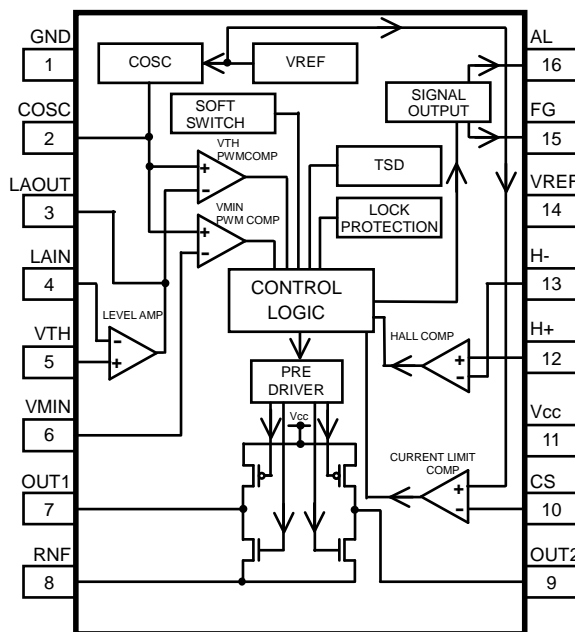 GND
1
COSC
2
LAOUT
3
LAIN
4
VTH
5
VMIN
6
OUT1
7
RNF
8
COSC
VREF
SOFT
SWITCH
SIGNAL
OUTPUT
VTH
PWMCOMP
+
-
TSD
VMIN
PWM COMP
+
-
LOCK
PROTECTION
LEVEL AMP
-
+
CONTROL
LOGIC
HALL COMP
+
-
PRE
DRIVER
Vcc
CURRENT LIMIT
COMP
+
-
AL
16
FG
15
VREF
14
H-
13
H+
12
Vcc
11
CS
10
OUT2
9